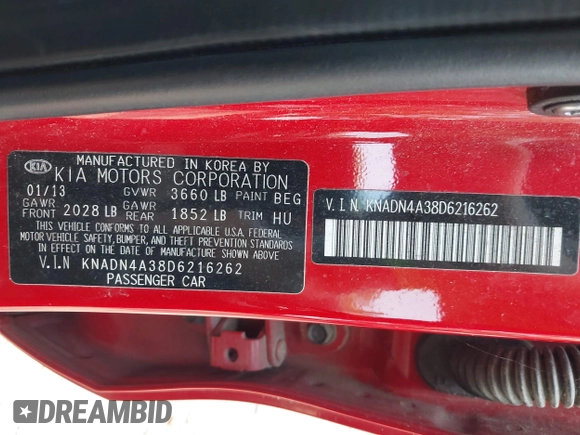 MANUFACTURED IN KOREA BY
KIA KIA MOTORS CORPORATION
01/13 GVWR 3660 LB PAINT BEG
GAWR FRONT 2028 LB GAWR REAR 1852 LB TRIM HU
THIS VEHICLE CONFORMS TO ALL APPLICABLE U.S.A. FEDERAL
MOTOR VEHICLE SAFETY, BUMPER, AND THEFT PREVENTION STANDARDS
IN EFFECT ON THE DATE OF MANUFACTURE SHOWN ABOVE
V.I.N KNADN4A38D6216262
PASSENGER CAR
V.I.N. KNADN4A38D6216262
DREAMBID